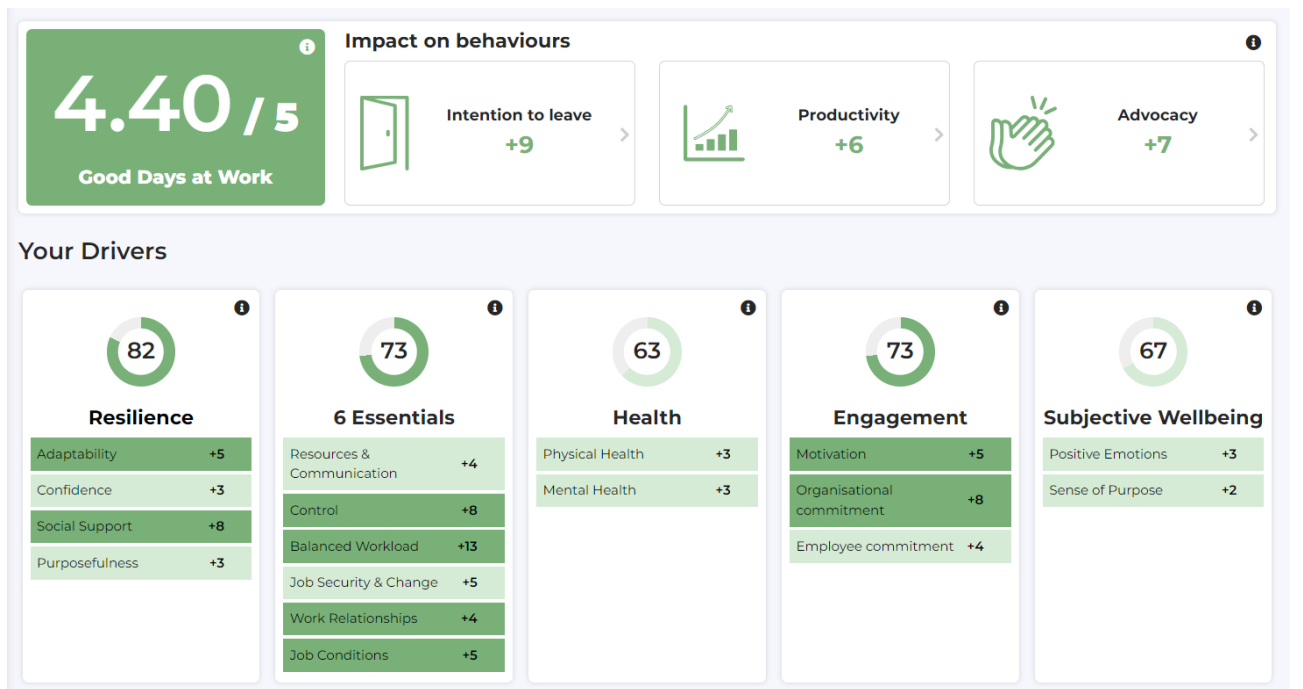 4.40 / 5
Good Days at Work
Impact on behaviours
Intention to leave
+9
Productivity
+6
Advocacy
+7
Your Drivers
82
Resilience
Adaptability +5
Confidence +3
Social Support +8
Purposefulness +3
73
6 Essentials
Resources &
Communication +4
Control +8
Balanced Workload +13
Job Security & Change +5
Work Relationships +4
Job Conditions +5
63
Health
Physical Health +3
Mental Health +3
73
Engagement
Motivation +5
Organisational
commitment +8
Employee commitment +4
67
Subjective Wellbeing
Positive Emotions +3
Sense of Purpose +2